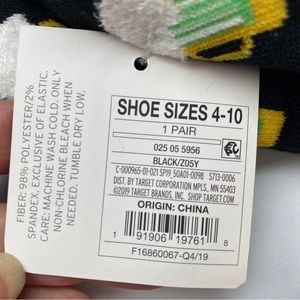 SHOE SIZES 4-10
1 PAIR
025 05 5956
BLACK/Z05Y
C-000965-01-021 SP19_50A01-0098 S713-0006
DIST. BY TARGET CORPORATION MPLS, MN 55403
©2019 TARGET BRANDS, INC. SHOP TARGET.COM
ORIGIN: CHINA
1 91906 19761 8
F16860067-Q4/19
FIBER: 98% POLYESTER/2%
SPANDEX. EXCLUSIVE OF ELASTIC.
CARE: MACHINE WASH COLD. ONLY
NON-CHLORINE BLEACH WHEN
NEEDED. TUMBLE DRY LOW.